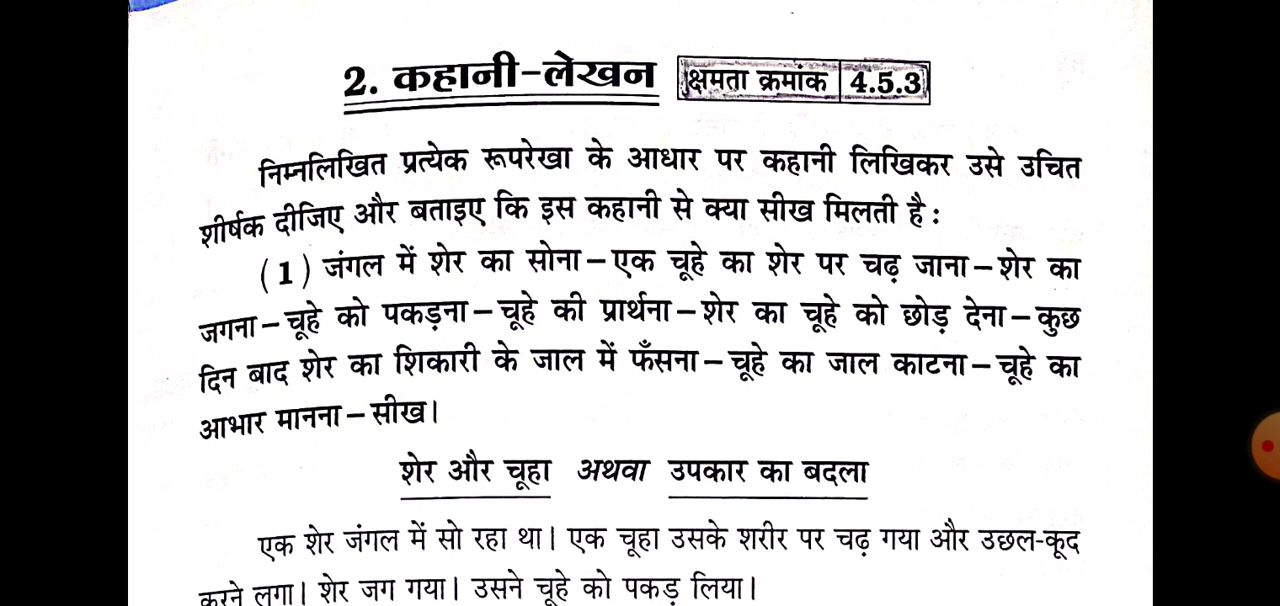 2. कहानी-लेखन क्षमता क्रमांक 4.5.3
निम्नलिखित प्रत्येक रूपरेखा के आधार पर कहानी लिखिकर उसे उचित
शीर्षक दीजिए और बताइए कि इस कहानी से क्या सीख मिलती है :
(1) जंगल में शेर का सोना – एक चूहे का शेर पर चढ़ जाना – शेर का
जगना – चूहे को पकड़ना – चूहे की प्रार्थना – शेर का चूहे को छोड़ देना – कुछ
दिन बाद शेर का शिकारी के जाल में फँसना – चूहे का जाल काटना – चूहे का
आभार मानना – सीख।
शेर और चूहा अथवा उपकार का बदला
एक शेर जंगल में सो रहा था। एक चूहा उसके शरीर पर चढ़ गया और उछल-कूद
करने लगा। शेर जग गया। उसने चूहे को पकड़ लिया।